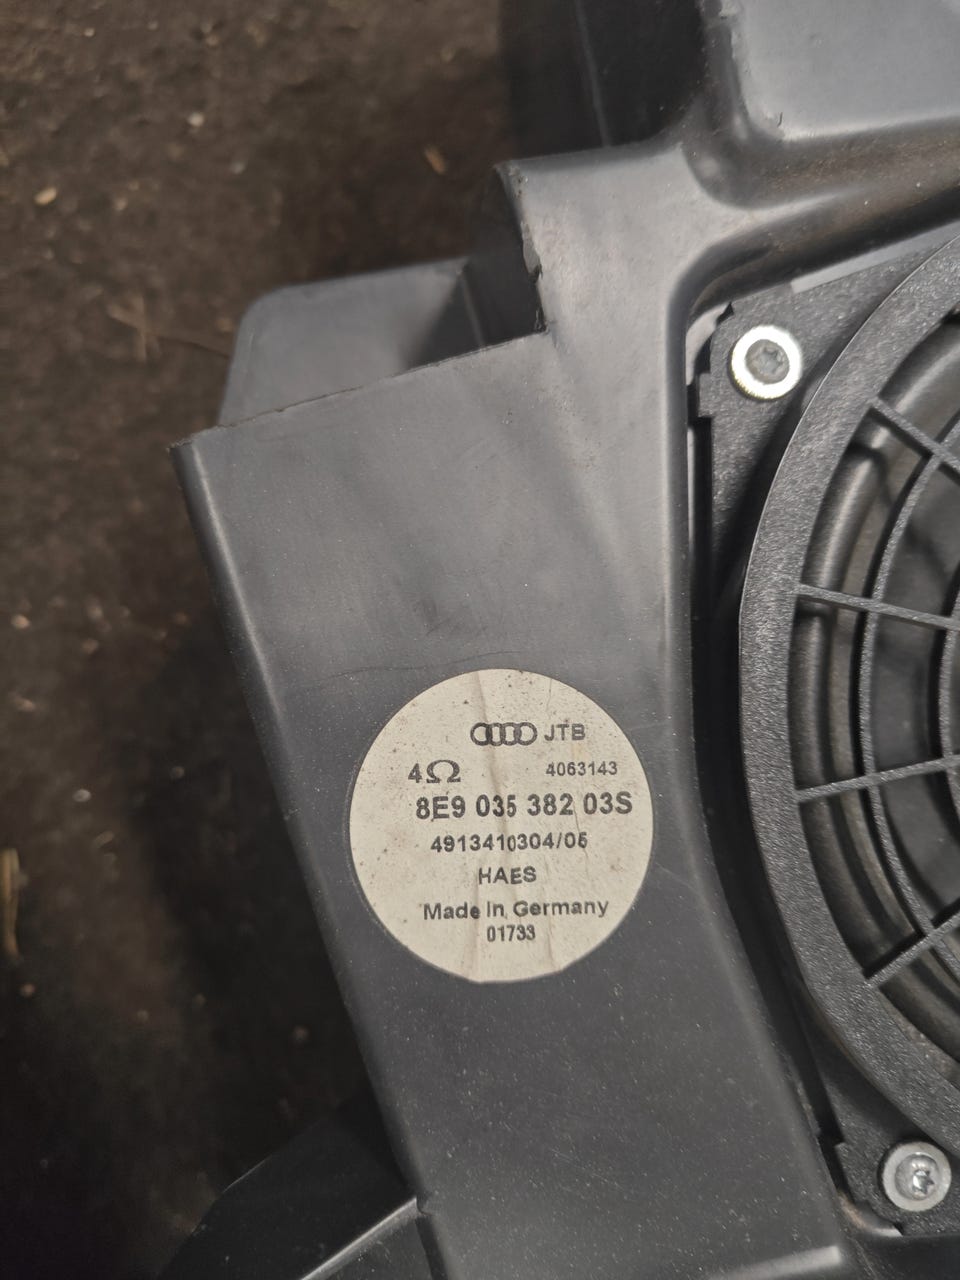 JTB
4Ω 4063143
8E9 035 382 03S
4913410304/05
HAES
Made in Germany
01733